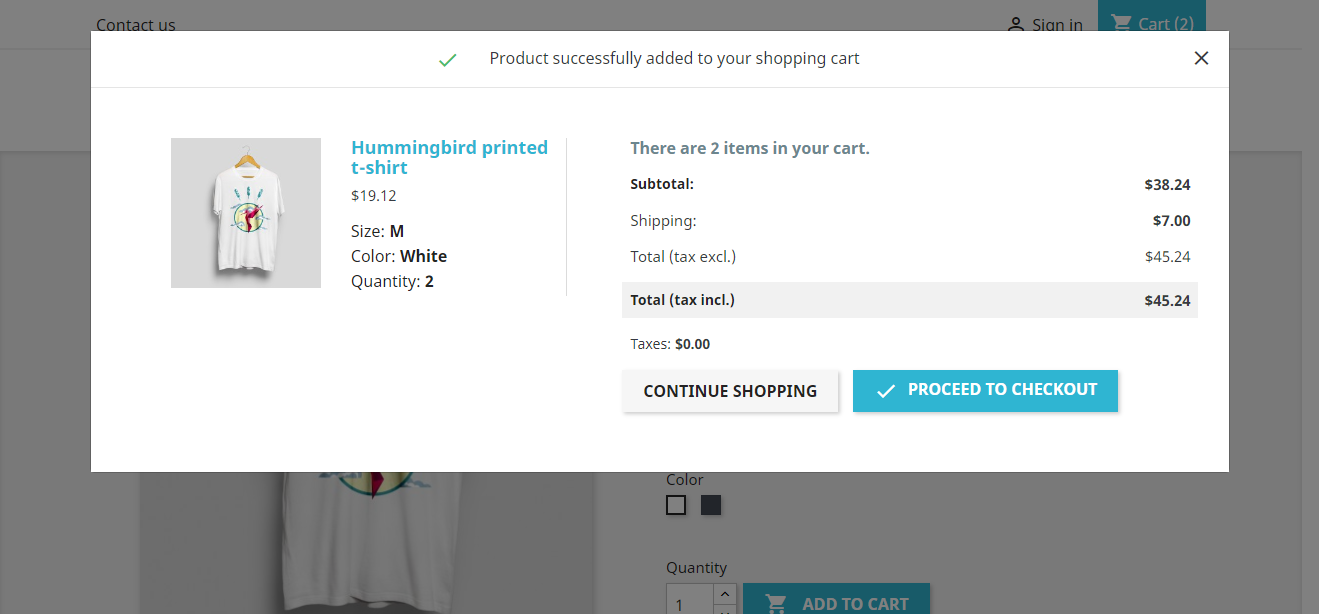 Contact us
Sign in
Cart (2)
Product successfully added to your shopping cart
Hummingbird printed
t-shirt
$19.12
Size: M
Color: White
Quantity: 2
There are 2 items in your cart.
Subtotal: $38.24
Shipping: $7.00
Total (tax excl.) $45.24
Total (tax incl.) $45.24
Taxes: $0.00
CONTINUE SHOPPING
PROCEED TO CHECKOUT
Color
Quantity
1
ADD TO CART